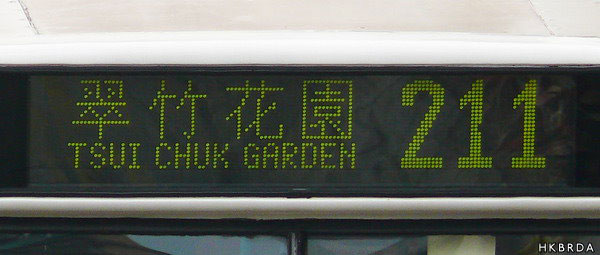 翠竹花園 211
TSUI CHUK GARDEN
HKBRDA